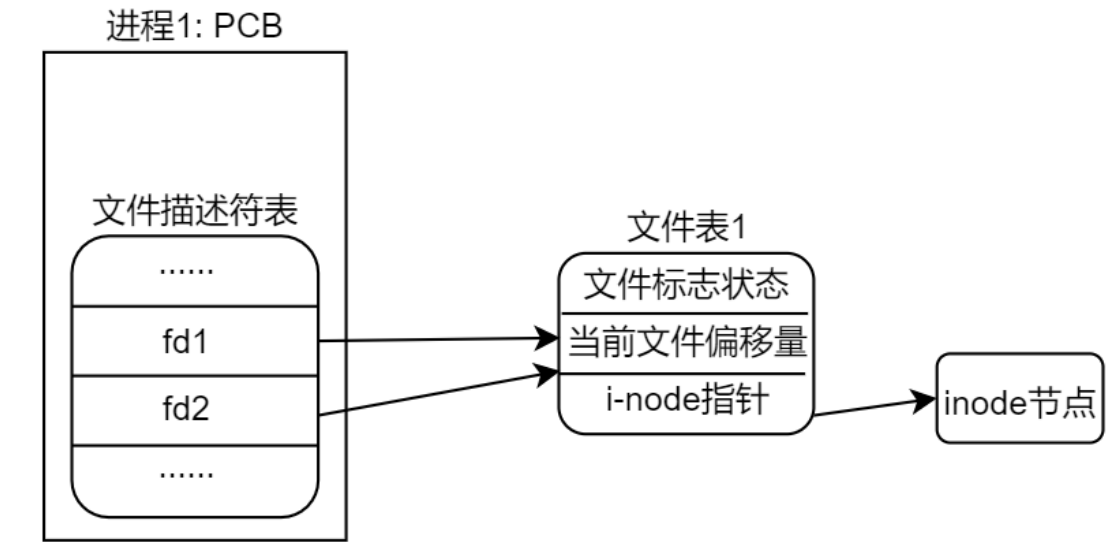 进程1: PCB
文件描述符表
······
fd1
fd2
······
文件表1
文件标志状态
当前文件偏移量
i-node指针
inode节点